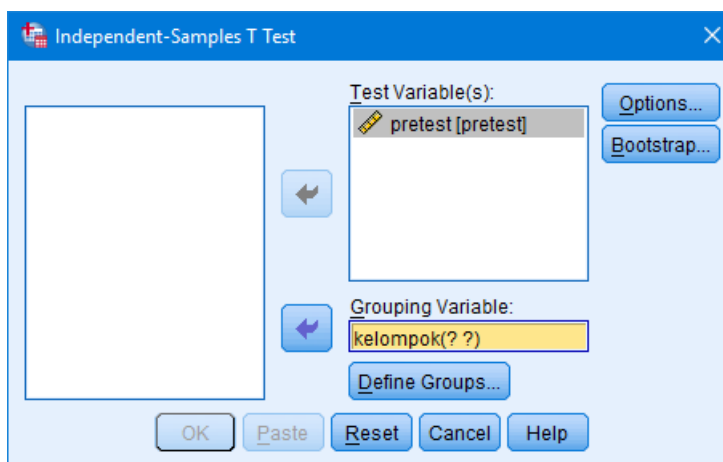 Independent-Samples T Test
Test Variable(s):
pretest [pretest]
Options...
Bootstrap...
Grouping Variable:
kelompok(? ?)
Define Groups...
OK Paste Reset Cancel Help